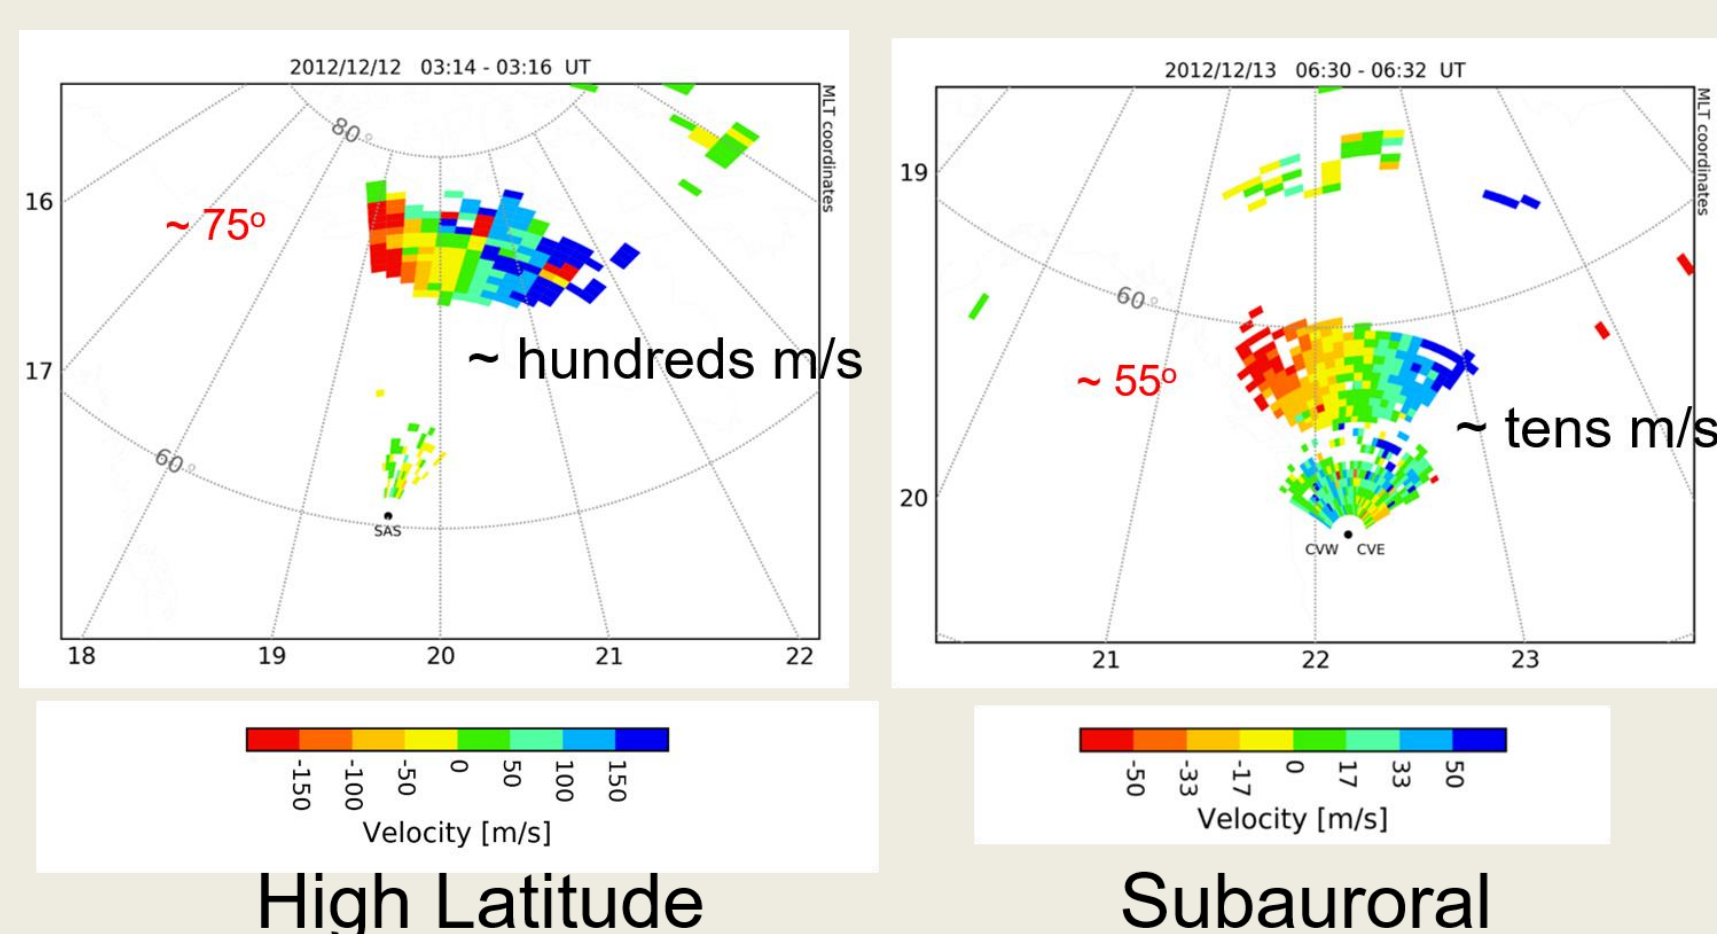 2012/12/12 03:14 - 03:16 UT
MLT coordinates
80°
16
~ 75º
~ hundreds m/s
17
60°
SAS
18 19 20 21 22
-150 -100 -50 0 50 100 150
Velocity [m/s]
High Latitude
2012/12/13 06:30 - 06:32 UT
MLT coordinates
19
60°
~ 55º
~ tens m/s
20
CVW CVE
21 22 23
-50 -33 -17 0 17 33 50
Velocity [m/s]
Subauroral